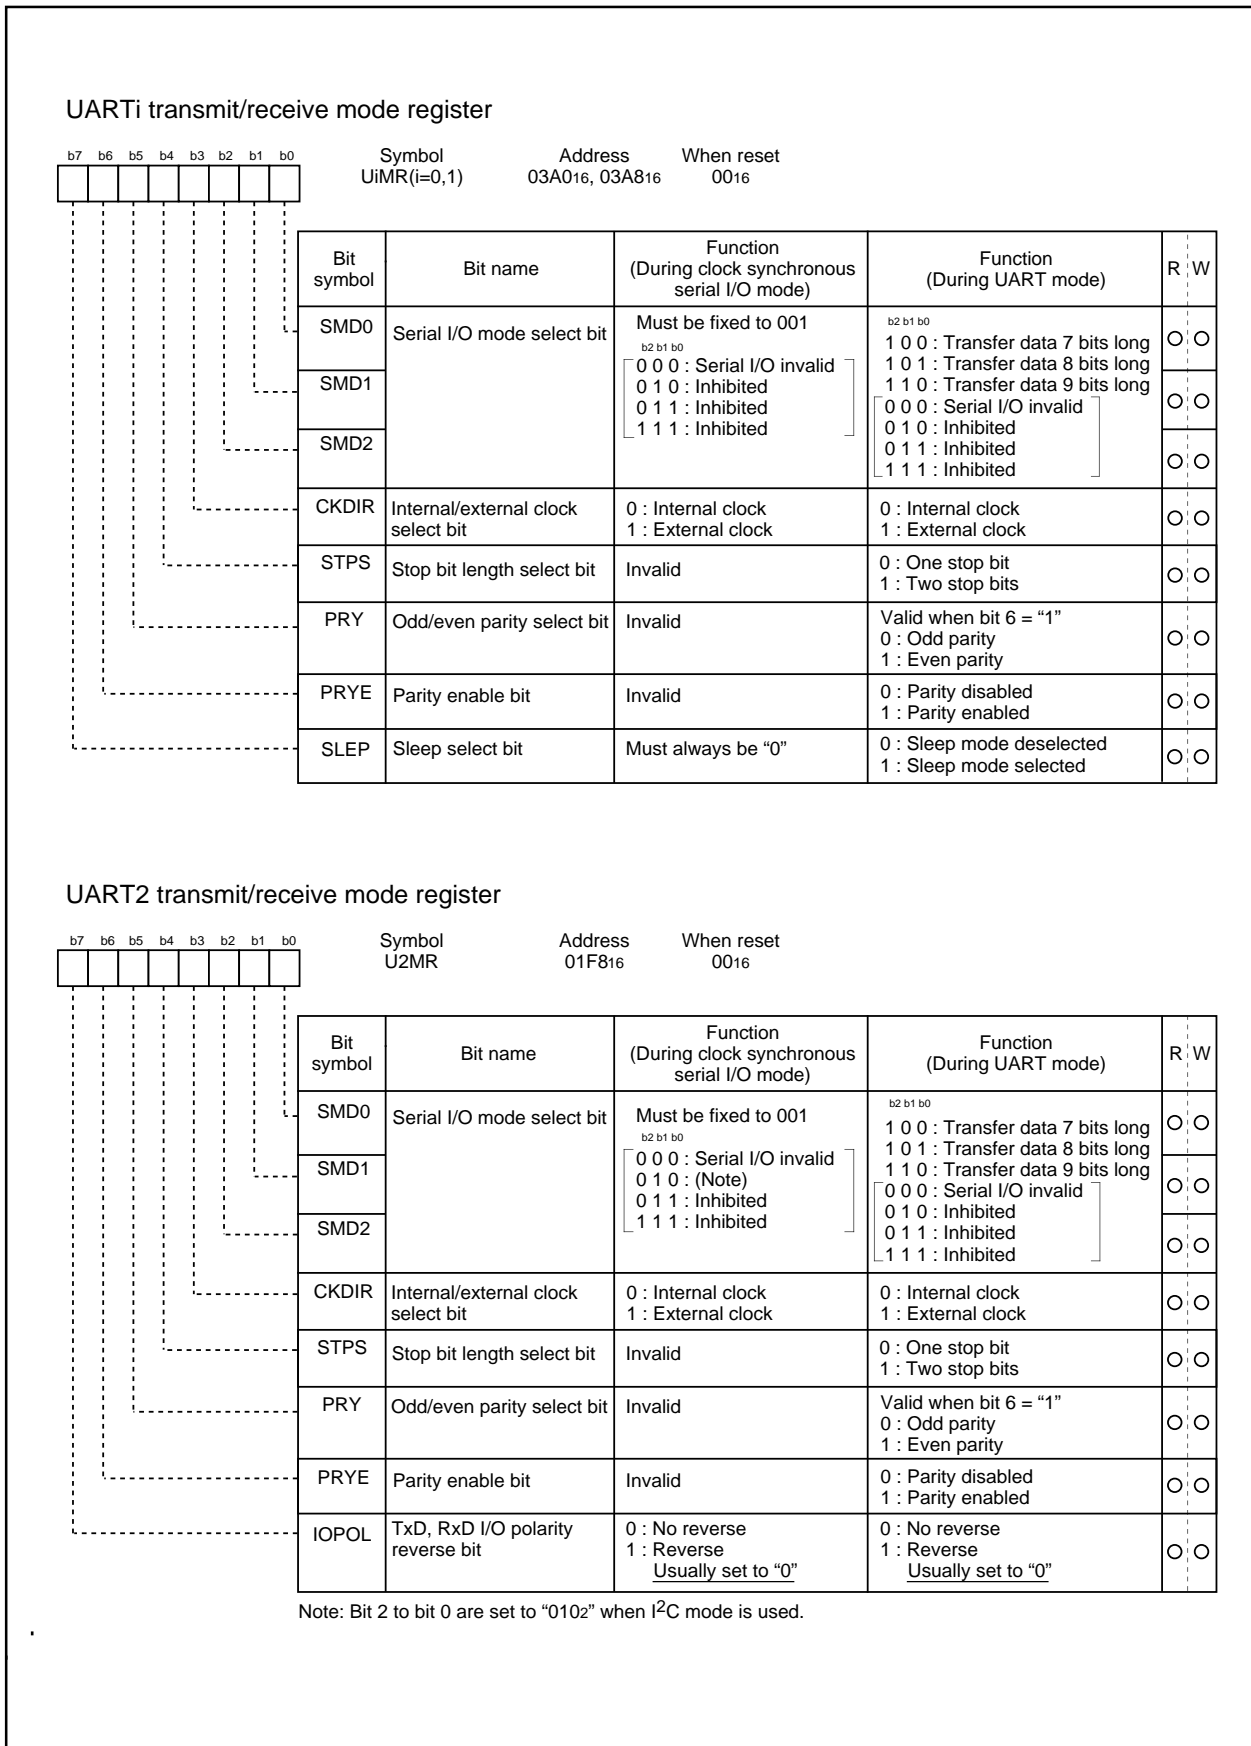 UARTi transmit/receive mode register
b7 b6 b5 b4 b3 b2 b1 b0
Symbol Address When reset
UiMR(i=0,1) 03A016, 03A816 0016
Bit symbol Bit name Function (During clock synchronous serial I/O mode) Function (During UART mode) R W
SMD0 Serial I/O mode select bit
SMD1
SMD2
Must be fixed to 001
b2 b1 b0
0 0 0 : Serial I/O invalid
0 1 0 : Inhibited
0 1 1 : Inhibited
1 1 1 : Inhibited
b2 b1 b0
1 0 0 : Transfer data 7 bits long
1 0 1 : Transfer data 8 bits long
1 1 0 : Transfer data 9 bits long
0 0 0 : Serial I/O invalid
0 1 0 : Inhibited
0 1 1 : Inhibited
1 1 1 : Inhibited
CKDIR Internal/external clock select bit
0 : Internal clock
1 : External clock
0 : Internal clock
1 : External clock
STPS Stop bit length select bit Invalid
0 : One stop bit
1 : Two stop bits
PRY Odd/even parity select bit Invalid
Valid when bit 6 = “1”
0 : Odd parity
1 : Even parity
PRYE Parity enable bit Invalid
0 : Parity disabled
1 : Parity enabled
SLEP Sleep select bit Must always be “0”
0 : Sleep mode deselected
1 : Sleep mode selected
UART2 transmit/receive mode register
b7 b6 b5 b4 b3 b2 b1 b0
Symbol Address When reset
U2MR 01F816 0016
Bit symbol Bit name Function (During clock synchronous serial I/O mode) Function (During UART mode) R W
SMD0 Serial I/O mode select bit
SMD1
SMD2
Must be fixed to 001
b2 b1 b0
0 0 0 : Serial I/O invalid
0 1 0 : (Note)
0 1 1 : Inhibited
1 1 1 : Inhibited
b2 b1 b0
1 0 0 : Transfer data 7 bits long
1 0 1 : Transfer data 8 bits long
1 1 0 : Transfer data 9 bits long
0 0 0 : Serial I/O invalid
0 1 0 : Inhibited
0 1 1 : Inhibited
1 1 1 : Inhibited
CKDIR Internal/external clock select bit
0 : Internal clock
1 : External clock
0 : Internal clock
1 : External clock
STPS Stop bit length select bit Invalid
0 : One stop bit
1 : Two stop bits
PRY Odd/even parity select bit Invalid
Valid when bit 6 = “1”
0 : Odd parity
1 : Even parity
PRYE Parity enable bit Invalid
0 : Parity disabled
1 : Parity enabled
IOPOL TxD, RxD I/O polarity reverse bit
0 : No reverse
1 : Reverse
Usually set to “0”
0 : No reverse
1 : Reverse
Usually set to “0”
Note: Bit 2 to bit 0 are set to “0102” when I2C mode is used.